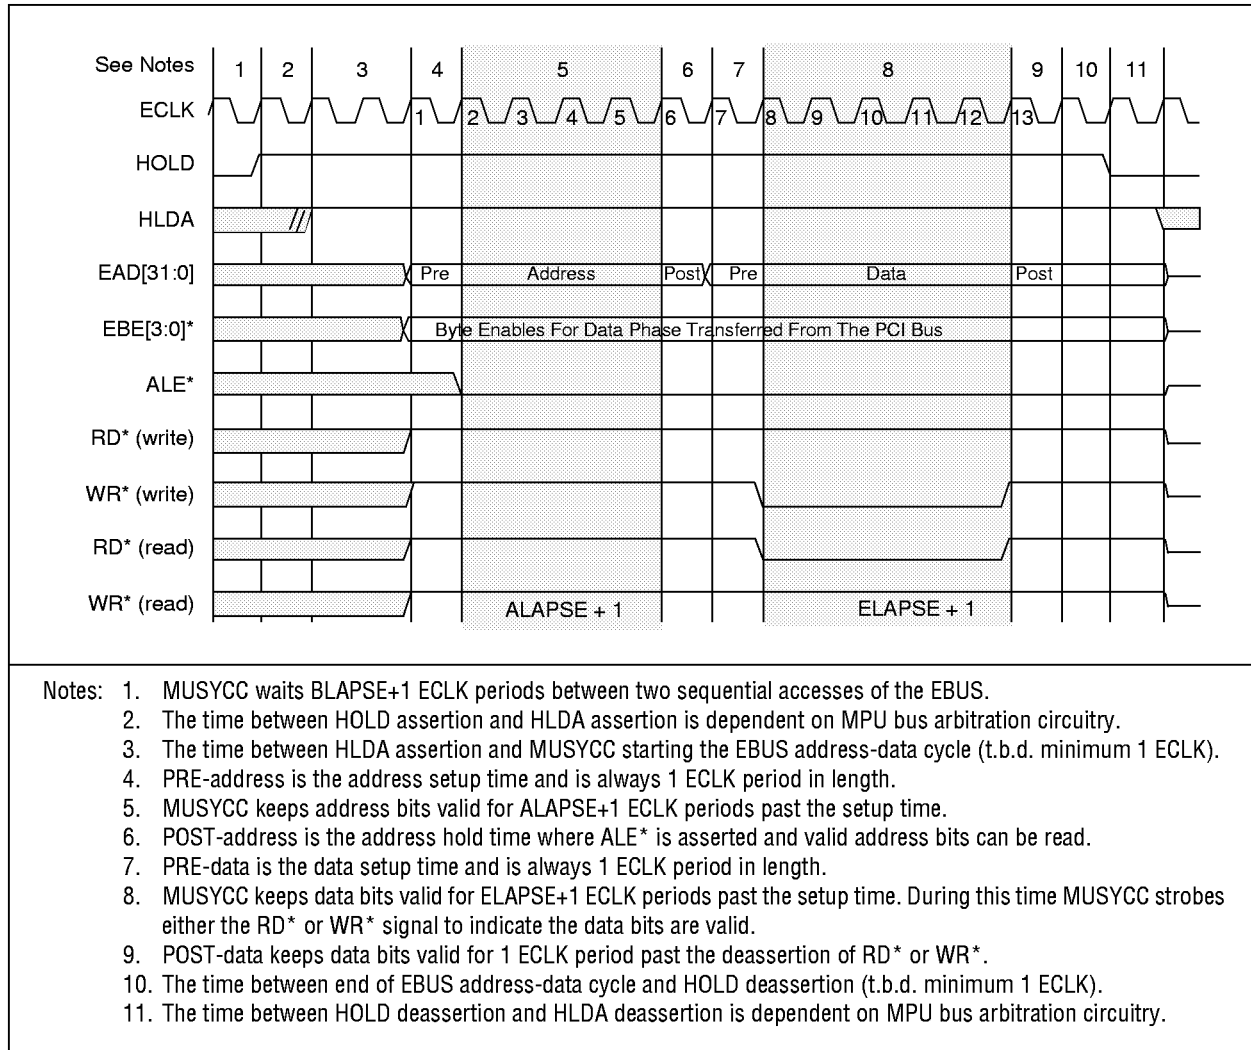 See Notes 1 2 3 4 5 6 7 8 9 10 11
ECLK 1 2 3 4 5 6 7 8 9 10 11 12 13
HOLD
HLDA
EAD[31:0] Pre Address Post Pre Data Post
EBE[3:0]* Byte Enables For Data Phase Transferred From The PCI Bus
ALE*
RD* (write)
WR* (write)
RD* (read)
WR* (read) ALAPSE + 1 ELAPSE + 1
Notes: 1. MUSYCC waits BLAPSE+1 ECLK periods between two sequential accesses of the EBUS.
2. The time between HOLD assertion and HLDA assertion is dependent on MPU bus arbitration circuitry.
3. The time between HLDA assertion and MUSYCC starting the EBUS address-data cycle (t.b.d. minimum 1 ECLK).
4. PRE-address is the address setup time and is always 1 ECLK period in length.
5. MUSYCC keeps address bits valid for ALAPSE+1 ECLK periods past the setup time.
6. POST-address is the address hold time where ALE* is asserted and valid address bits can be read.
7. PRE-data is the data setup time and is always 1 ECLK period in length.
8. MUSYCC keeps data bits valid for ELAPSE+1 ECLK periods past the setup time. During this time MUSYCC strobes
either the RD* or WR* signal to indicate the data bits are valid.
9. POST-data keeps data bits valid for 1 ECLK period past the deassertion of RD* or WR*.
10. The time between end of EBUS address-data cycle and HOLD deassertion (t.b.d. minimum 1 ECLK).
11. The time between HOLD deassertion and HLDA deassertion is dependent on MPU bus arbitration circuitry.